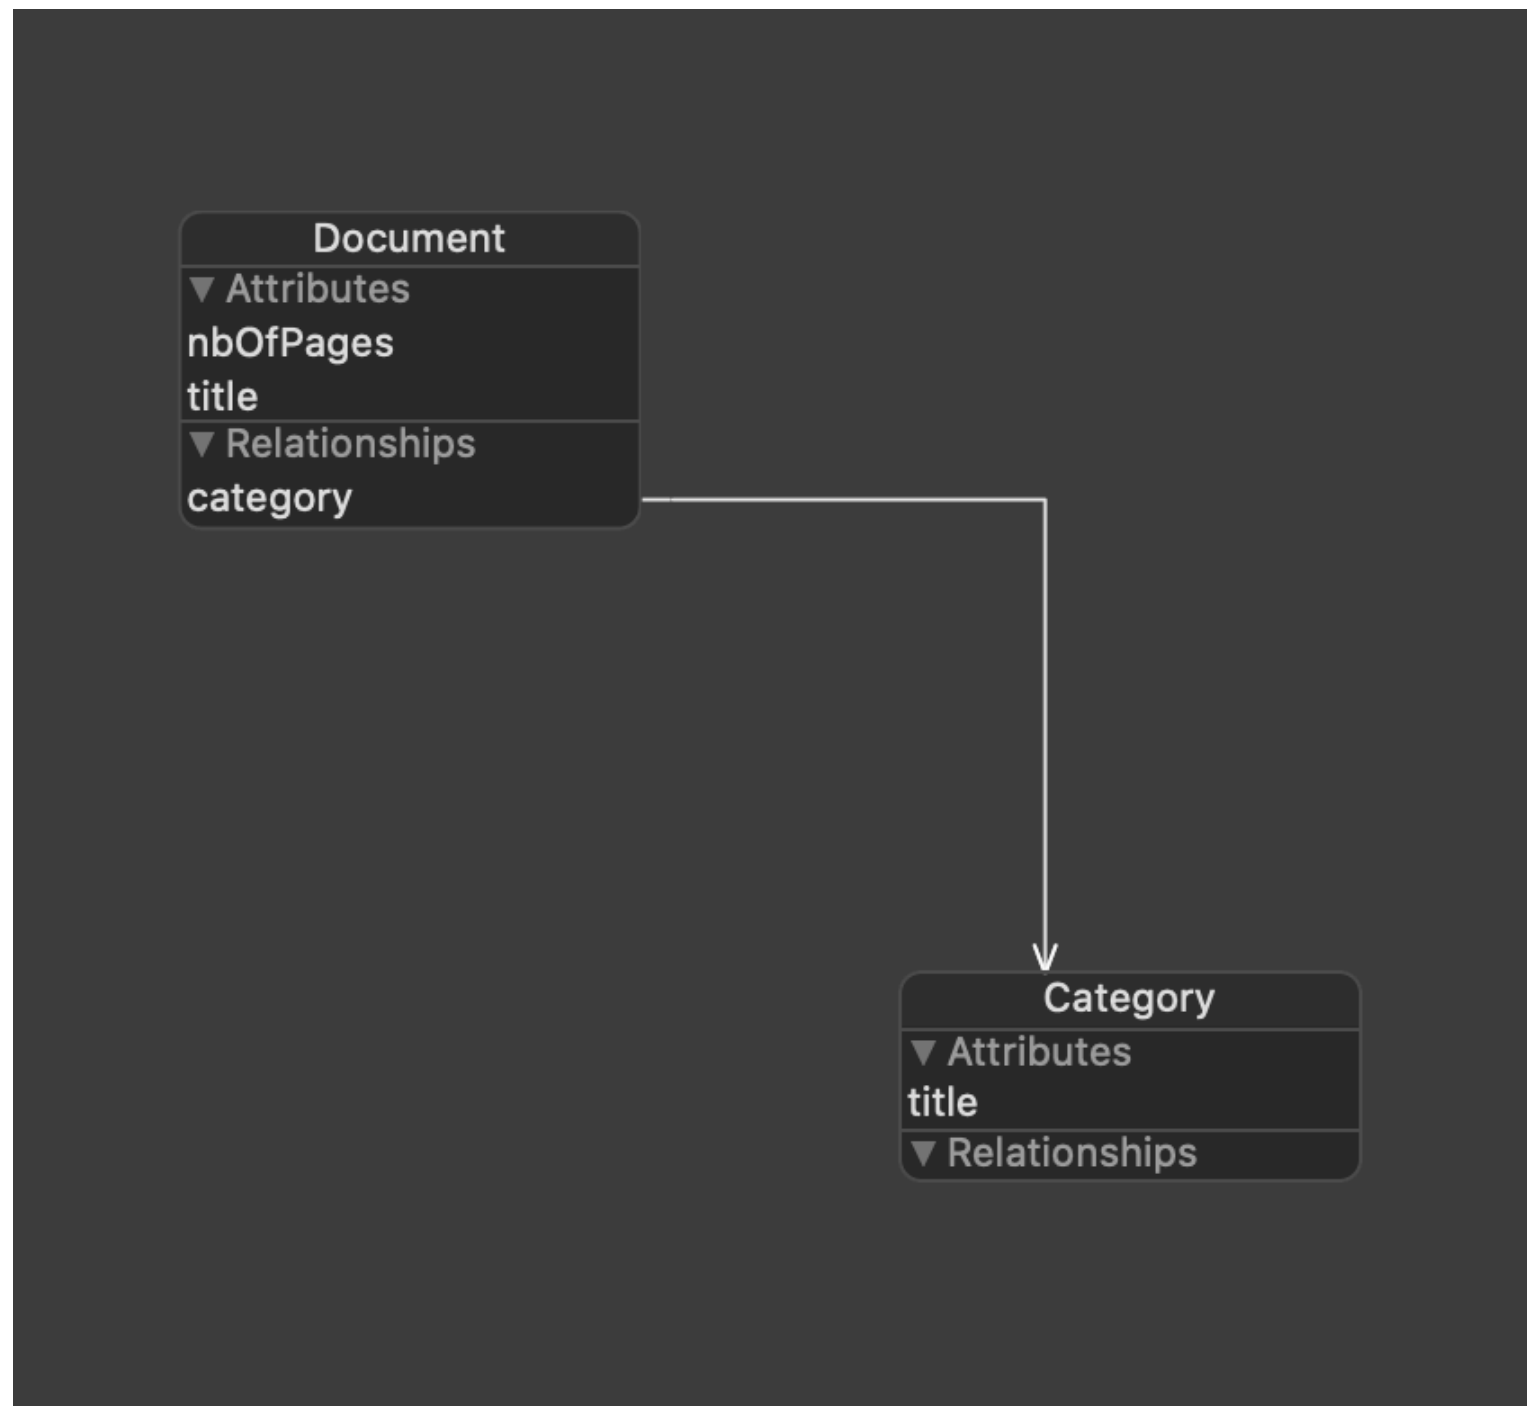 Document
▼ Attributes
nbOfPages
title
▼ Relationships
category
Category
▼ Attributes
title
▼ Relationships